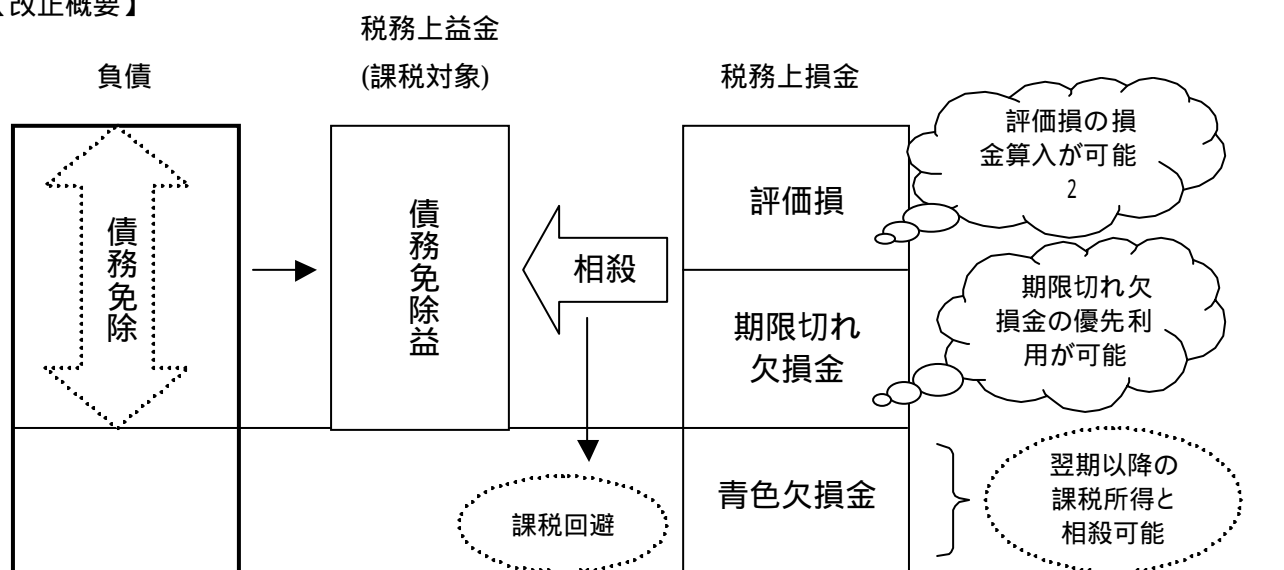 【改正概要】
負債
税務上益金
(課税対象)
税務上損金
債務免除
債務免除益
相殺
評価損
期限切れ
欠損金
青色欠損金
課税回避
評価損の損
金算入が可能
2
期限切れ欠
損金の優先利
用が可能
翌期以降の
課税所得と
相殺可能